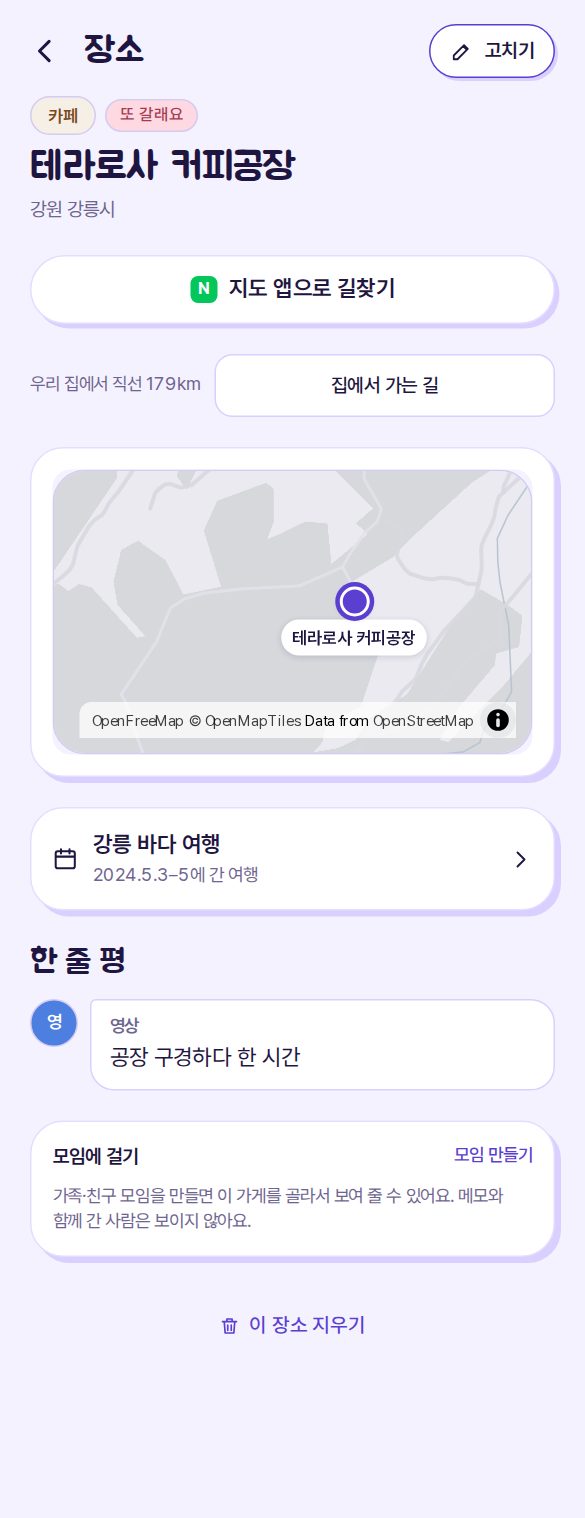 장소
고치기
카페
또 갈래요
테라로사 커피공장
강원 강릉시
N 지도 앱으로 길찾기
우리 집에서 직선 179km
집에서 가는 길
테라로사 커피공장
OpenFreeMap © OpenMapTiles Data from OpenStreetMap
강릉 바다 여행
2024.5.3–5에 간 여행
한 줄 평
영
영상
공장 구경하다 한 시간
모임에 걸기
모임 만들기
가족·친구 모임을 만들면 이 가게를 골라서 보여 줄 수 있어요. 메모와
함께 간 사람은 보이지 않아요.
이 장소 지우기